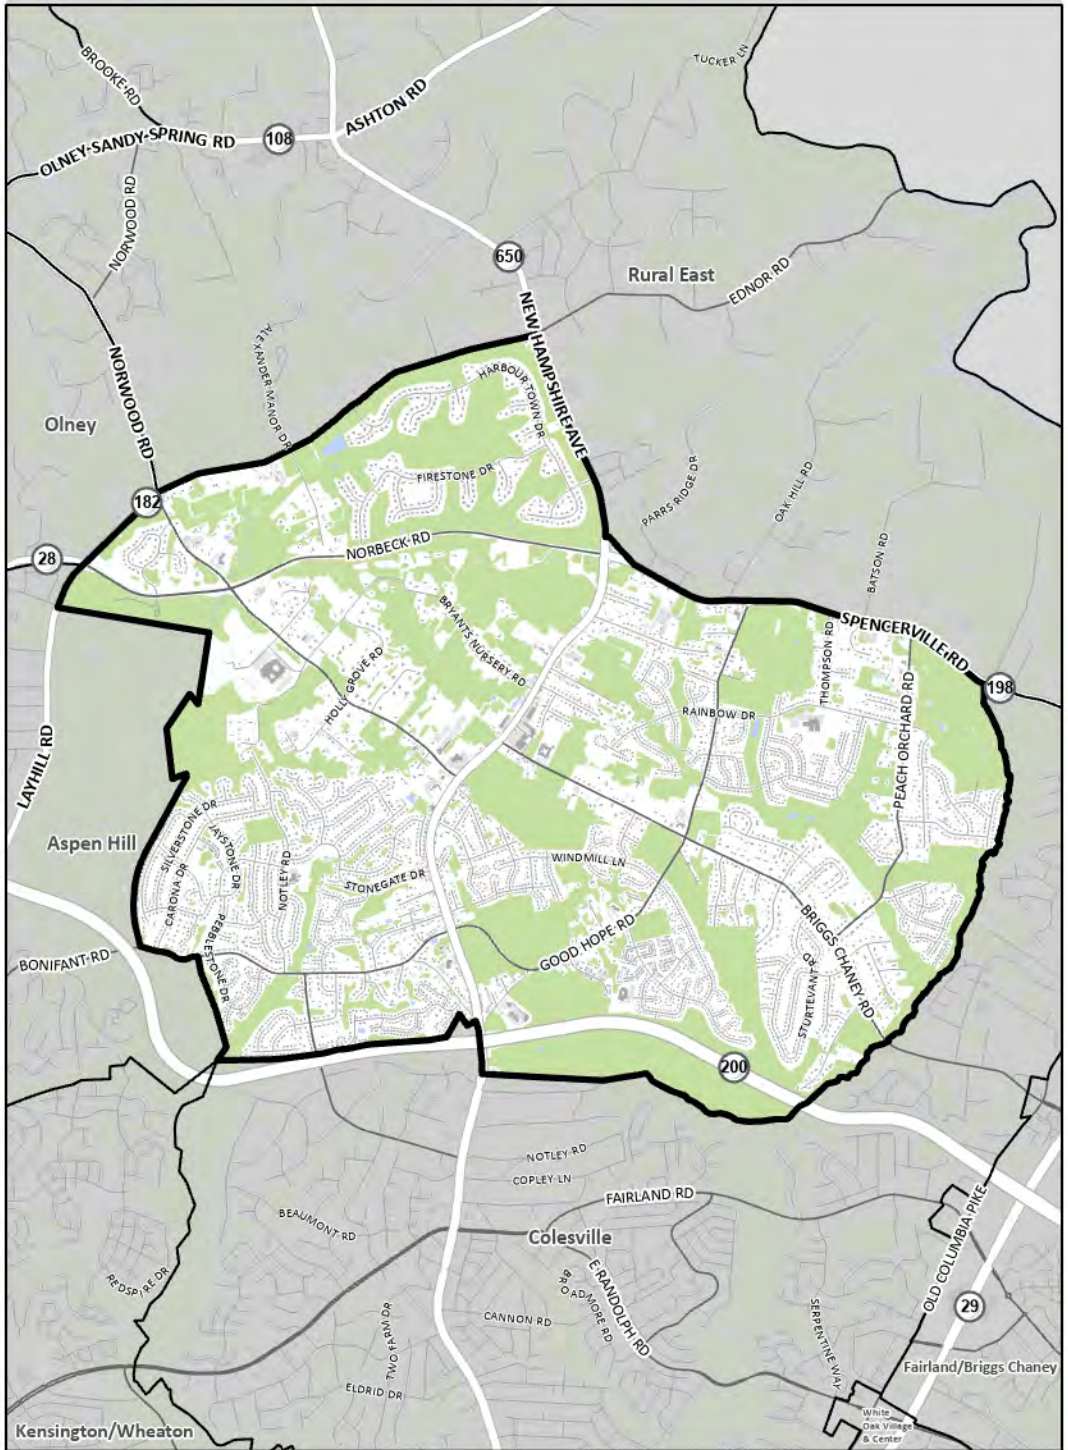 TUCKER LN
BROOKE RD
ASHTON RD
108
OLNEY-SANDY SPRING RD
NORWOOD RD
650
Rural East
EDNOR RD
NEW HAMPSHIRE AVE
ALEXANDER MANOR DR
NORWOOD RD
HARBOUR TOWN DR
Olney
FIRESTONE DR
PARRS RIDGE DR
OAK HILL RD
182
NORBECK RD
28
BATSON RD
BRYANTS NURSERY RD
SPENCERVILLE RD
THOMPSON RD
HOLLY GROVE RD
198
RAINBOW DR
PEACH ORCHARD RD
LAYHILL RD
SILVERSTONE DR
Aspen Hill
JAYSTONE DR
WINDMILL LN
CARONA DR
NOTLEY RD
STONEGATE DR
PEBBLESTONE DR
GOOD HOPE RD
BRIGGS CHANEY RD
BONIFANT RD
STURTEVANT RD
200
NOTLEY RD
COPLEY LN
FAIRLAND RD
BEAUMONT RD
Colesville
OLD COLUMBIA PIKE
REDSPIRE DR
E RANDOLPH RD
BROADMORE RD
29
CANNON RD
TWO FARM DR
SERPENTINE WAY
Fairland/Briggs Chaney
ELDRID DR
White
Oak Village
& Center
Kensington/Wheaton